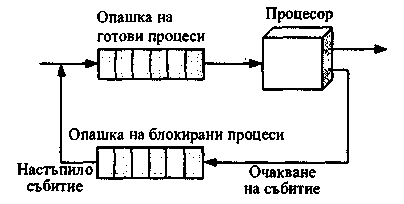 Опашка на
готови процеси
Процесор
Опашка на блокирани процеси
Настъпило
събитие
Очакване
на събитие